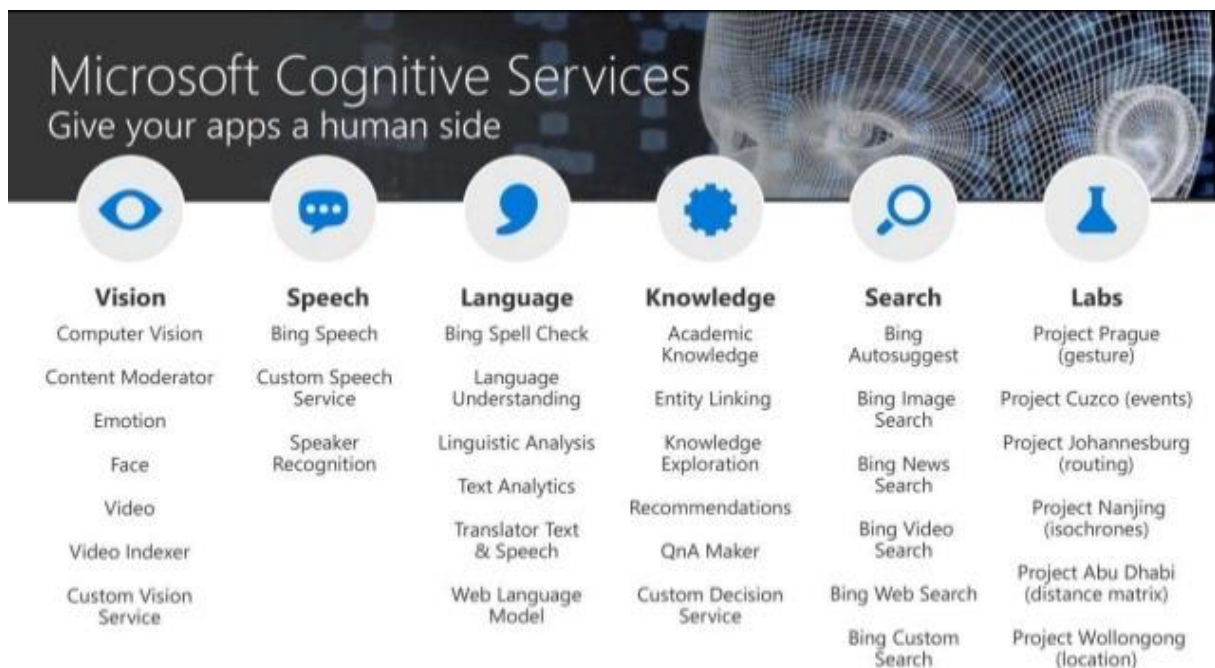 Microsoft Cognitive Services
Give your apps a human side
Vision
Computer Vision
Content Moderator
Emotion
Face
Video
Video Indexer
Custom Vision
Service
Speech
Bing Speech
Custom Speech
Service
Speaker
Recognition
Language
Bing Spell Check
Language
Understanding
Linguistic Analysis
Text Analytics
Translator Text
& Speech
Web Language
Model
Knowledge
Academic
Knowledge
Entity Linking
Knowledge
Exploration
Recommendations
QnA Maker
Custom Decision
Service
Search
Bing
Autosuggest
Bing Image
Search
Bing News
Search
Bing Video
Search
Bing Web Search
Bing Custom
Search
Labs
Project Prague
(gesture)
Project Cuzco (events)
Project Johannesburg
(routing)
Project Nanjing
(isochrones)
Project Abu Dhabi
(distance matrix)
Project Wollongong
(location)